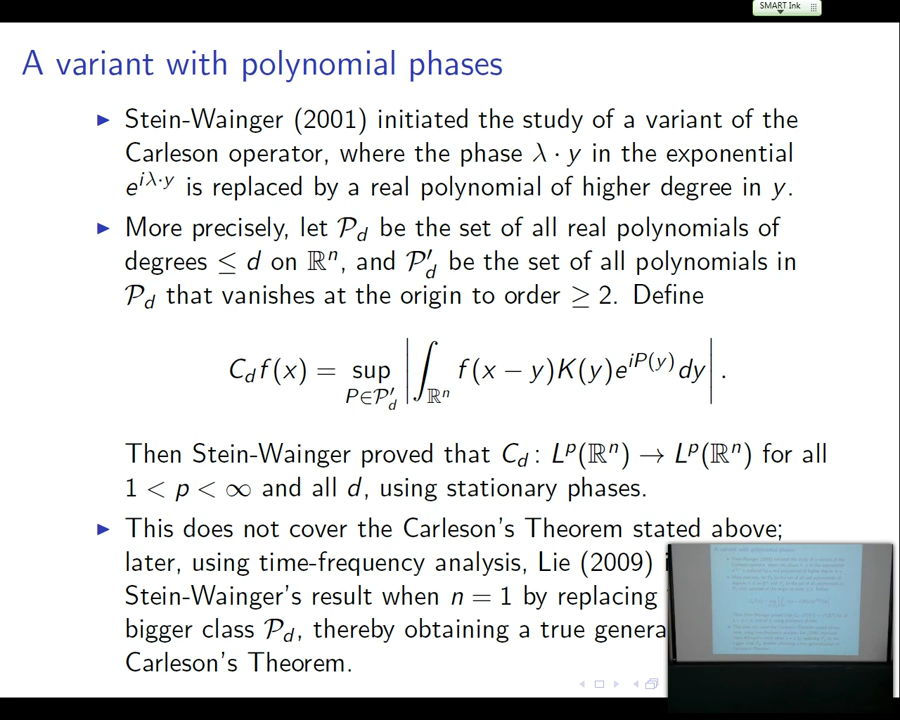 SMART Ink
A variant with polynomial phases
▶ Stein-Wainger (2001) initiated the study of a variant of the
Carleson operator, where the phase λ · y in the exponential
e^{iλ·y} is replaced by a real polynomial of higher degree in y.
▶ More precisely, let 𝒫_d be the set of all real polynomials of
degrees ≤ d on ℝⁿ, and 𝒫′_d be the set of all polynomials in
𝒫_d that vanishes at the origin to order ≥ 2. Define
C_d f(x) = sup_{P∈𝒫′_d} |∫_{ℝⁿ} f(x − y)K(y)e^{iP(y)} dy| .
Then Stein-Wainger proved that C_d : L^p(ℝⁿ) → L^p(ℝⁿ) for all
1 < p < ∞ and all d, using stationary phases.
▶ This does not cover the Carleson's Theorem stated above;
later, using time-frequency analysis, Lie (2009)
Stein-Wainger's result when n = 1 by replacing
bigger class 𝒫_d, thereby obtaining a true genera
Carleson's Theorem.